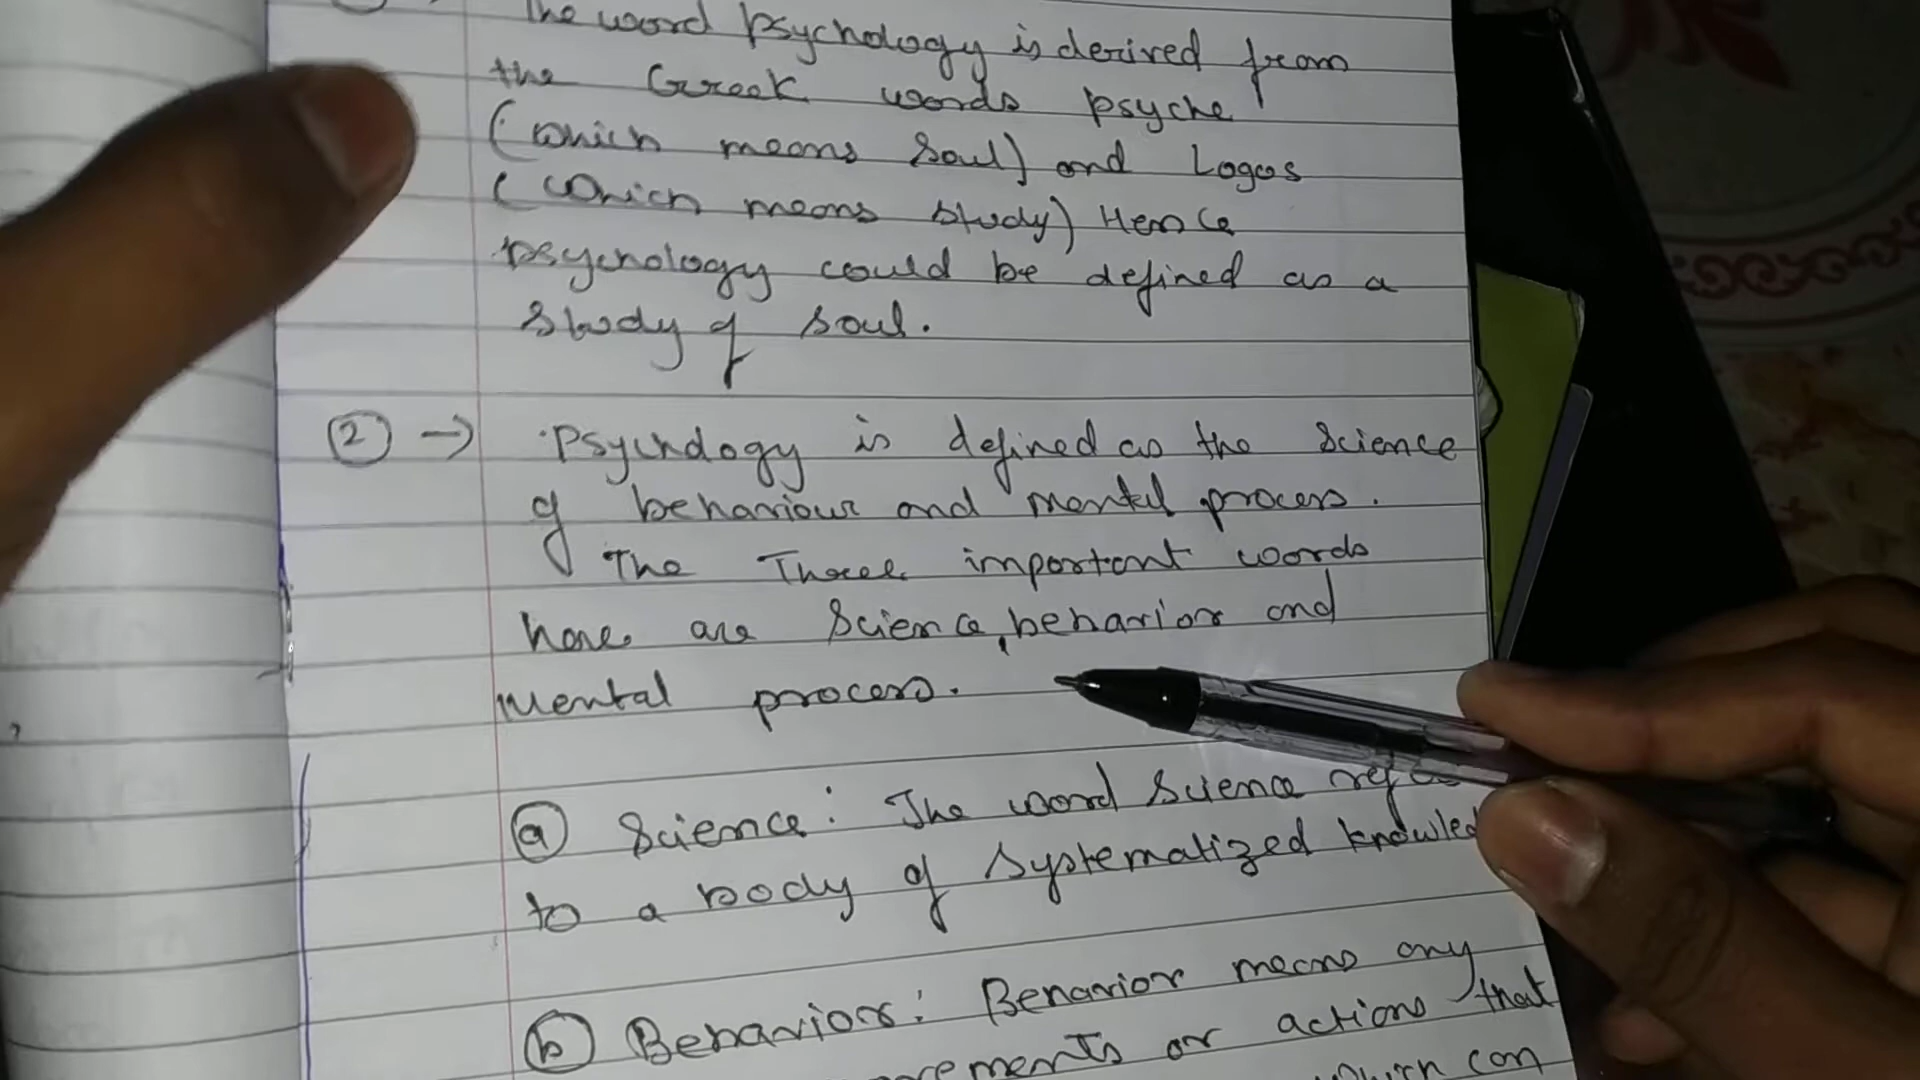 The word Psychology is derived from
the Greek words psyche
(which means Soul) and Logos
(which means study) Hence
psychology could be defined as a
study of soul.
② → Psychology is defined as the science
of behaviour and mental process.
The Three important words
here are Science, behavior and
Mental process.
ⓐ Science: The word Science
to a body of systematized
ⓑ Behavior: Behavior means any
or actions that
which can